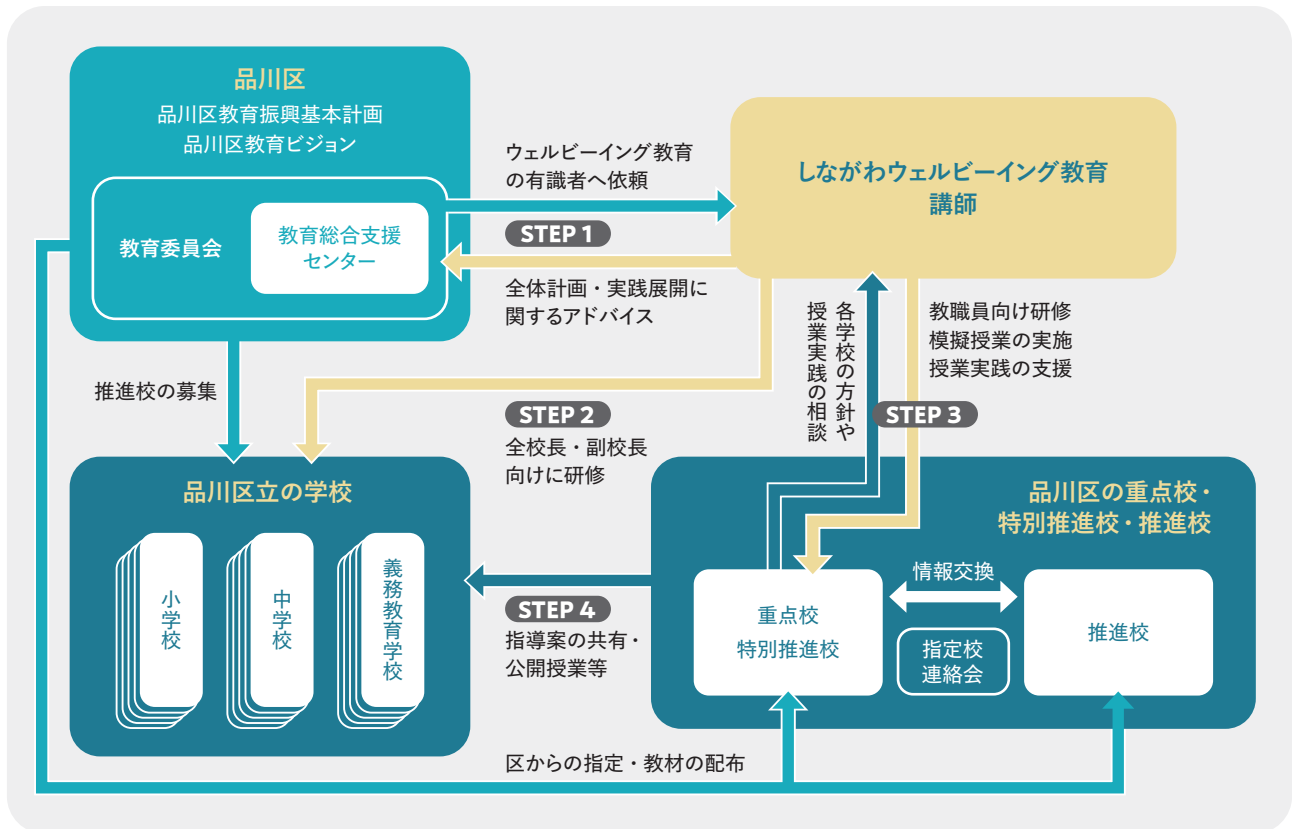 品川区
品川区教育振興基本計画
品川区教育ビジョン
教育委員会
教育総合支援
センター
ウェルビーイング教育
の有識者へ依頼
STEP 1
全体計画・実践展開に
関するアドバイス
しながわウェルビーイング教育
講師
推進校の募集
STEP 2
全校長・副校長
向けに研修
各学校の方針や
授業実践の相談
教職員向け研修
模擬授業の実施
授業実践の支援
STEP 3
品川区立の学校
小学校
中学校
義務教育学校
STEP 4
指導案の共有・
公開授業等
品川区の重点校・
特別推進校・推進校
重点校
特別推進校
情報交換
指定校
連絡会
推進校
区からの指定・教材の配布